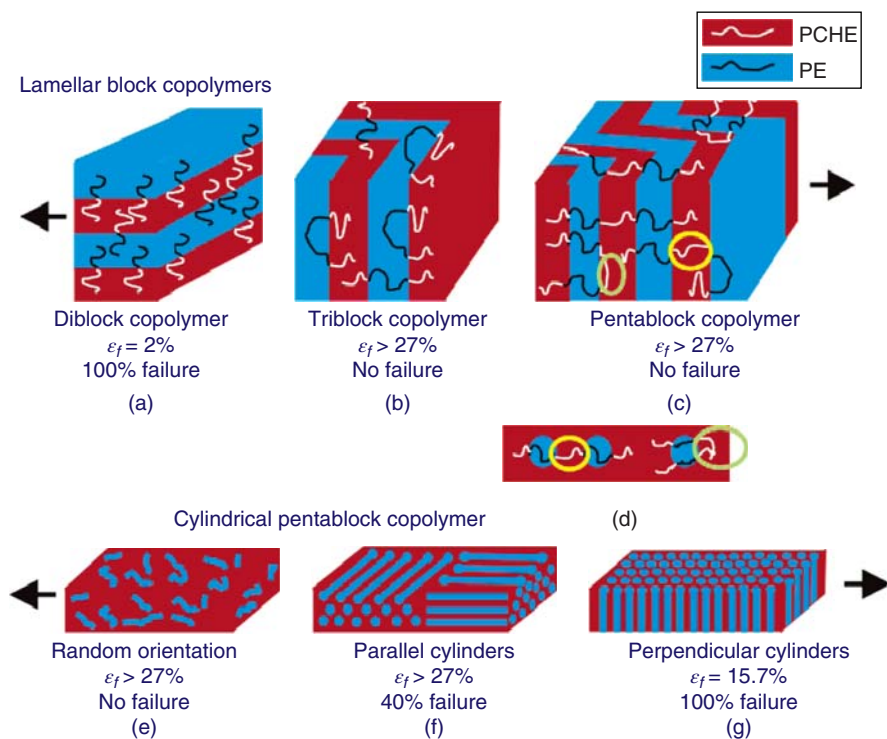 PCHE
PE
Lamellar block copolymers
Diblock copolymer
εf = 2%
100% failure
(a)
Triblock copolymer
εf > 27%
No failure
(b)
Pentablock copolymer
εf > 27%
No failure
(c)
Cylindrical pentablock copolymer
(d)
Random orientation
εf > 27%
No failure
(e)
Parallel cylinders
εf > 27%
40% failure
(f)
Perpendicular cylinders
εf = 15.7%
100% failure
(g)